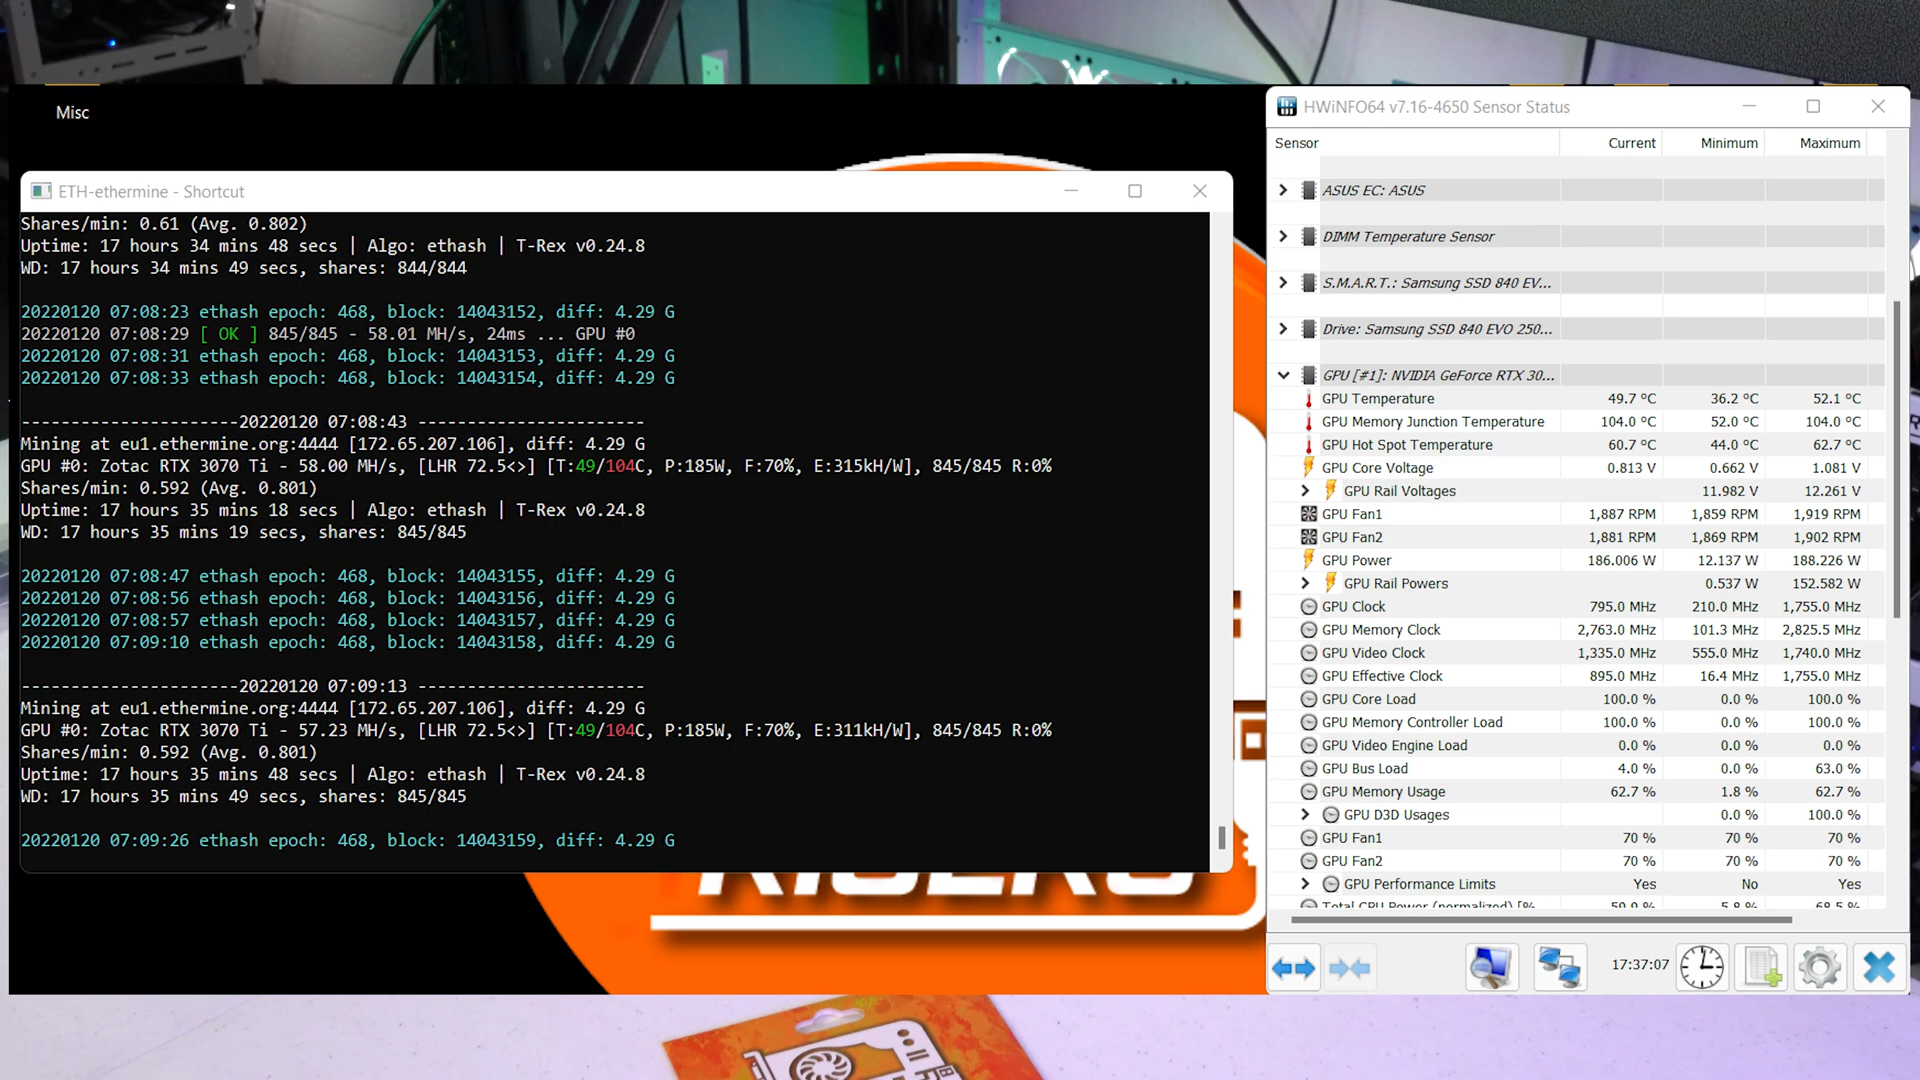 Misc
ETH-ethermine - Shortcut
Shares/min: 0.61 (Avg. 0.802)
Uptime: 17 hours 34 mins 48 secs | Algo: ethash | T-Rex v0.24.8
WD: 17 hours 34 mins 49 secs, shares: 844/844
20220120 07:08:23 ethash epoch: 468, block: 14043152, diff: 4.29 G
20220120 07:08:29 [ OK ] 845/845 - 58.01 MH/s, 24ms ... GPU #0
20220120 07:08:31 ethash epoch: 468, block: 14043153, diff: 4.29 G
20220120 07:08:33 ethash epoch: 468, block: 14043154, diff: 4.29 G
----------------------20220120 07:08:43 -----------------------
Mining at eu1.ethermine.org:4444 [172.65.207.106], diff: 4.29 G
GPU #0: Zotac RTX 3070 Ti - 58.00 MH/s, [LHR 72.5<>] [T:49/104C, P:185W, F:70%, E:315kH/W], 845/845 R:0%
Shares/min: 0.592 (Avg. 0.801)
Uptime: 17 hours 35 mins 18 secs | Algo: ethash | T-Rex v0.24.8
WD: 17 hours 35 mins 19 secs, shares: 845/845
20220120 07:08:47 ethash epoch: 468, block: 14043155, diff: 4.29 G
20220120 07:08:56 ethash epoch: 468, block: 14043156, diff: 4.29 G
20220120 07:08:57 ethash epoch: 468, block: 14043157, diff: 4.29 G
20220120 07:09:10 ethash epoch: 468, block: 14043158, diff: 4.29 G
----------------------20220120 07:09:13 -----------------------
Mining at eu1.ethermine.org:4444 [172.65.207.106], diff: 4.29 G
GPU #0: Zotac RTX 3070 Ti - 57.23 MH/s, [LHR 72.5<>] [T:49/104C, P:185W, F:70%, E:311kH/W], 845/845 R:0%
Shares/min: 0.592 (Avg. 0.801)
Uptime: 17 hours 35 mins 48 secs | Algo: ethash | T-Rex v0.24.8
WD: 17 hours 35 mins 49 secs, shares: 845/845
20220120 07:09:26 ethash epoch: 468, block: 14043159, diff: 4.29 G
HWiNFO64 v7.16-4650 Sensor Status
Sensor Current Minimum Maximum
ASUS EC: ASUS
DIMM Temperature Sensor
S.M.A.R.T.: Samsung SSD 840 EV...
Drive: Samsung SSD 840 EVO 250...
GPU [#1]: NVIDIA GeForce RTX 30...
GPU Temperature 49.7 °C 36.2 °C 52.1 °C
GPU Memory Junction Temperature 104.0 °C 52.0 °C 104.0 °C
GPU Hot Spot Temperature 60.7 °C 44.0 °C 62.7 °C
GPU Core Voltage 0.813 V 0.662 V 1.081 V
GPU Rail Voltages 11.982 V 12.261 V
GPU Fan1 1,887 RPM 1,859 RPM 1,919 RPM
GPU Fan2 1,881 RPM 1,869 RPM 1,902 RPM
GPU Power 186.006 W 12.137 W 188.226 W
GPU Rail Powers 0.537 W 152.582 W
GPU Clock 795.0 MHz 210.0 MHz 1,755.0 MHz
GPU Memory Clock 2,763.0 MHz 101.3 MHz 2,825.5 MHz
GPU Video Clock 1,335.0 MHz 555.0 MHz 1,740.0 MHz
GPU Effective Clock 895.0 MHz 16.4 MHz 1,755.0 MHz
GPU Core Load 100.0 % 0.0 % 100.0 %
GPU Memory Controller Load 100.0 % 0.0 % 100.0 %
GPU Video Engine Load 0.0 % 0.0 % 0.0 %
GPU Bus Load 4.0 % 0.0 % 63.0 %
GPU Memory Usage 62.7 % 1.8 % 62.7 %
GPU D3D Usages 0.0 % 100.0 %
GPU Fan1 70 % 70 % 70 %
GPU Fan2 70 % 70 % 70 %
GPU Performance Limits Yes No Yes
17:37:07